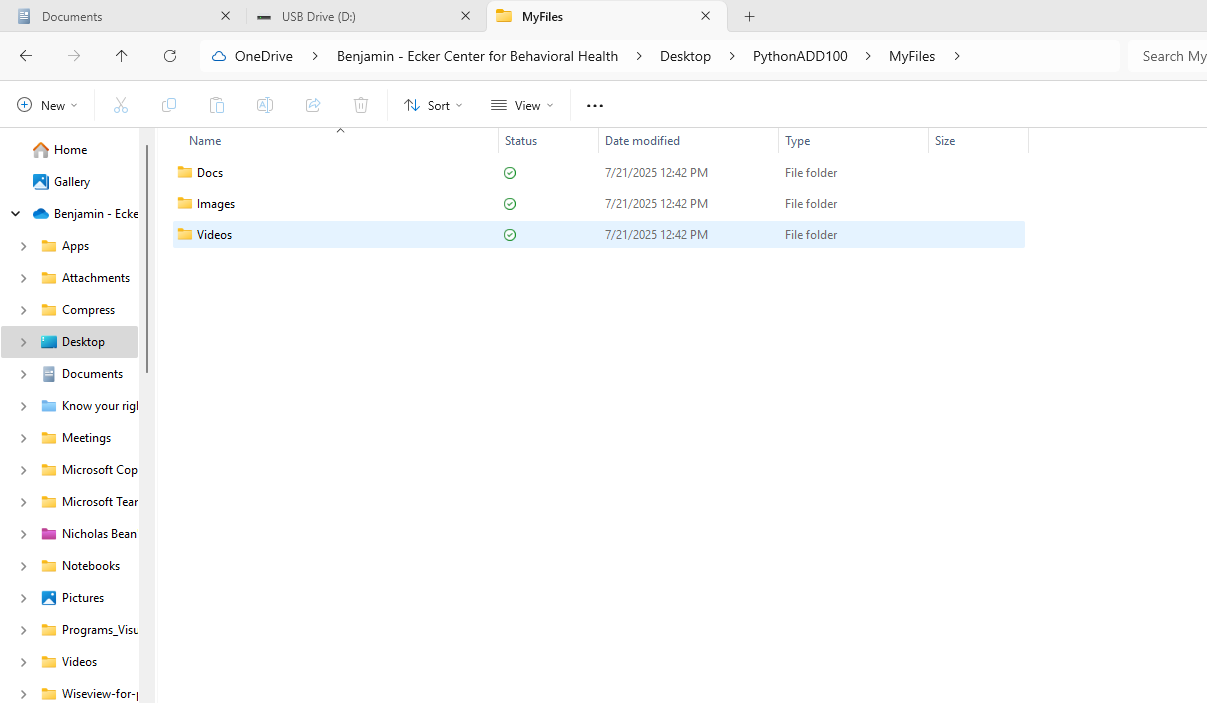 Documents
USB Drive (D:)
MyFiles
OneDrive > Benjamin - Ecker Center for Behavioral Health > Desktop > PythonADD100 > MyFiles >
Search My
New
Sort
View
Name Status Date modified Type Size
Docs 7/21/2025 12:42 PM File folder
Images 7/21/2025 12:42 PM File folder
Videos 7/21/2025 12:42 PM File folder
Home
Gallery
Benjamin - Ecke
Apps
Attachments
Compress
Desktop
Documents
Know your rig
Meetings
Microsoft Cop
Microsoft Tear
Nicholas Bean
Notebooks
Pictures
Programs_Visu
Videos
Wiseview-for-p